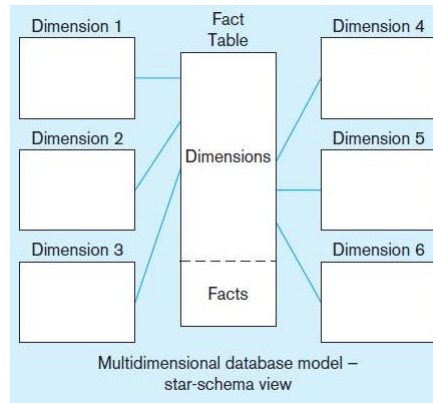 Dimension 1
Fact
Table
Dimension 4
Dimensions
Dimension 2
Dimension 5
Dimension 3
Dimension 6
Facts
Multidimensional database model –
star-schema view